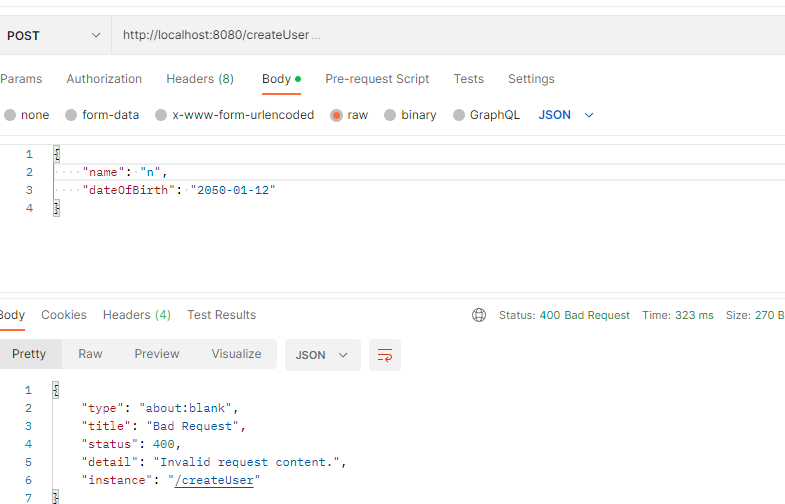 POST http://localhost:8080/createUser ...
Params Authorization Headers (8) Body Pre-request Script Tests Settings
none form-data x-www-form-urlencoded raw binary GraphQL JSON
1 {
2 "name": "n",
3 "dateOfBirth": "2050-01-12"
4 }
Body Cookies Headers (4) Test Results Status: 400 Bad Request Time: 323 ms Size: 270 B
Pretty Raw Preview Visualize JSON
1 {
2 "type": "about:blank",
3 "title": "Bad Request",
4 "status": 400,
5 "detail": "Invalid request content.",
6 "instance": "/createUser"
7 }